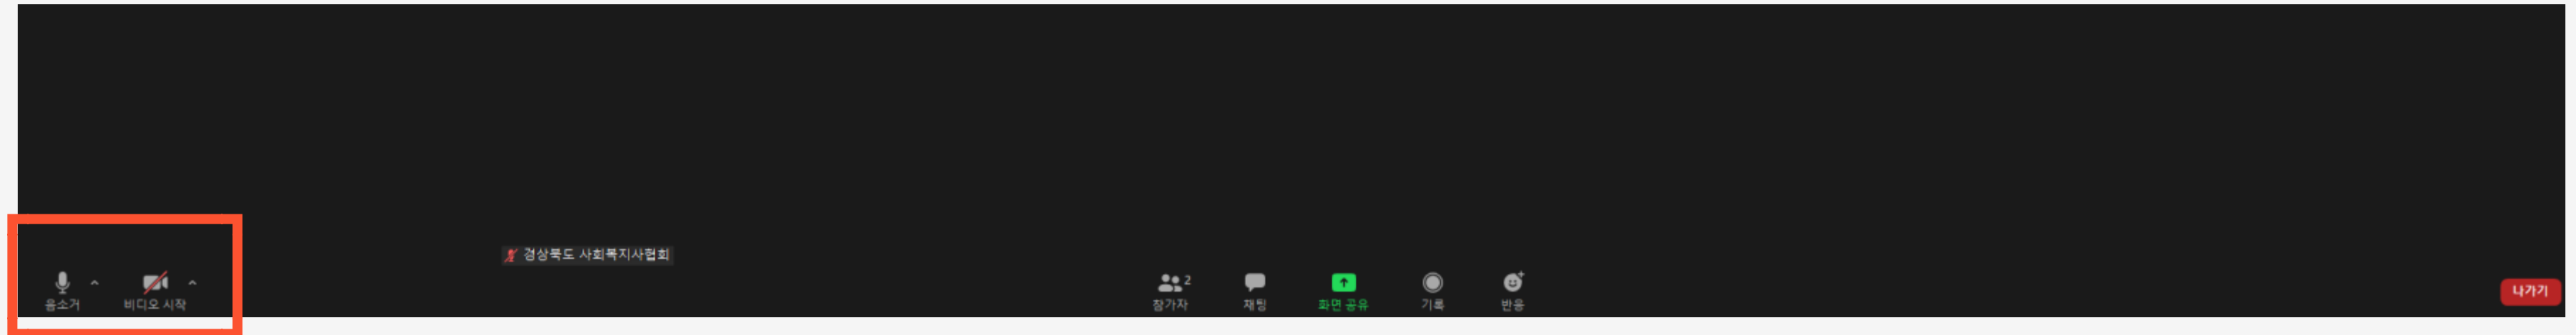 경상북도 사회복지사협회
음소거
비디오 시작
2
참가자
채팅
화면 공유
기록
반응
나가기